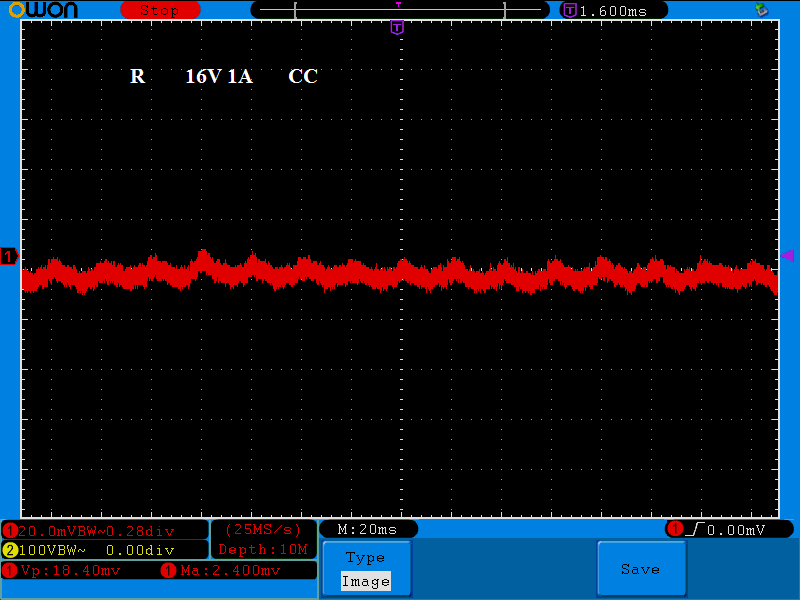 OWON Stop T 1.600ms
T
R 16V 1A CC
1
1 20.0mVBW~0.28div (25MS/s) M:20ms 1 0.00mV
2 100VBW~ 0.00div Depth:10M
1 Vp:18.40mv 1 Ma:2.400mv
Type
Image
Save